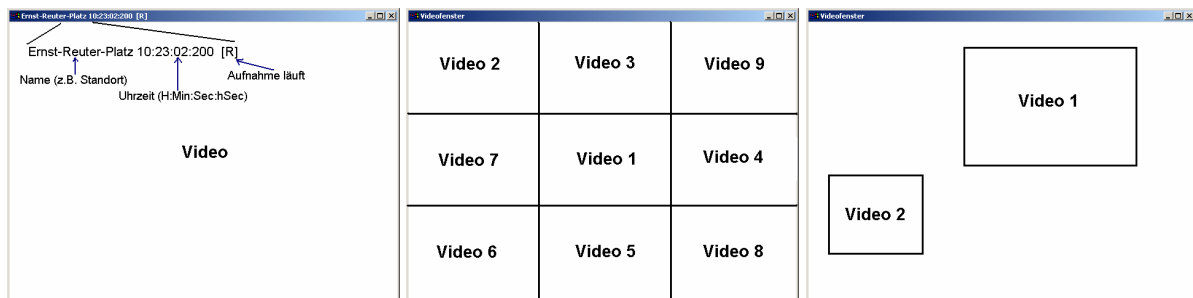 Ernst-Reuter-Platz 10:23:02:200 [R]
Ernst-Reuter-Platz 10:23:02:200 [R]
Name (z.B. Standort)
Aufnahme läuft
Uhrzeit (H:Min:Sec:hSec)
Video
Videofenster
Video 2 Video 3 Video 9
Video 7 Video 1 Video 4
Video 6 Video 5 Video 8
Videofenster
Video 1
Video 2